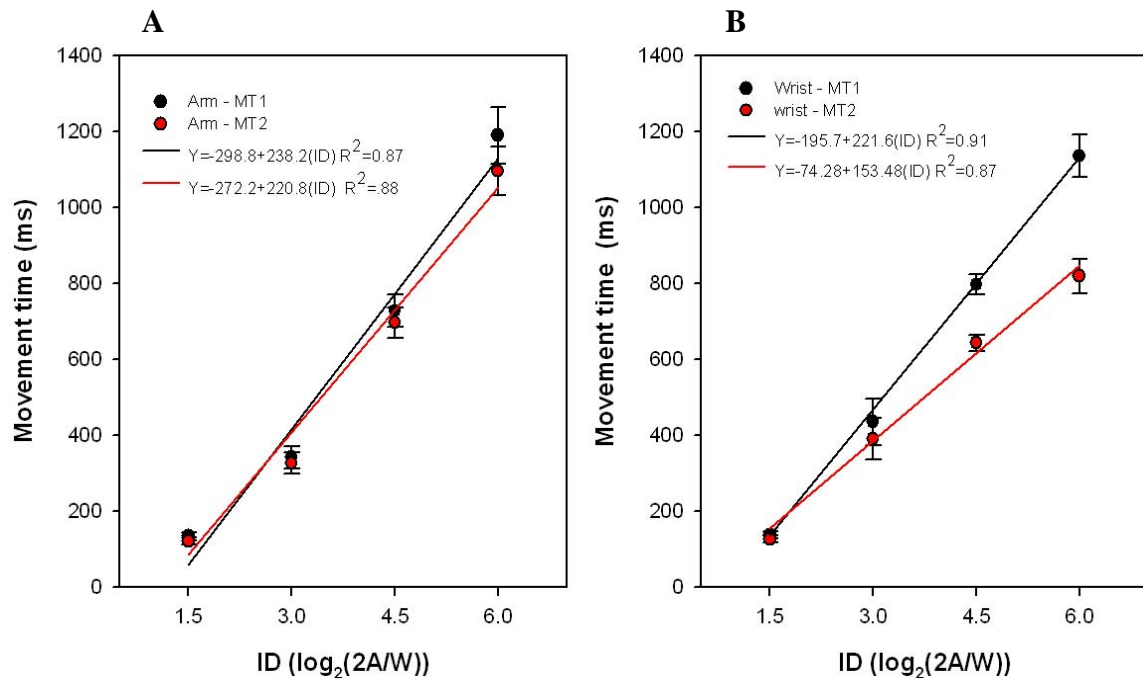 A
1400
1200
1000
800
600
400
200
0
Movement time (ms)
Arm - MT1
Arm - MT2
Y=-298.8+238.2(ID) R²=0.87
Y=-272.2+220.8(ID) R²=.88
1.5 3.0 4.5 6.0
ID (log₂(2A/W))
B
1400
1200
1000
800
600
400
200
0
Movement time (ms)
Wrist - MT1
wrist - MT2
Y=-195.7+221.6(ID) R²=0.91
Y=-74.28+153.48(ID) R²=0.87
1.5 3.0 4.5 6.0
ID (log₂(2A/W))